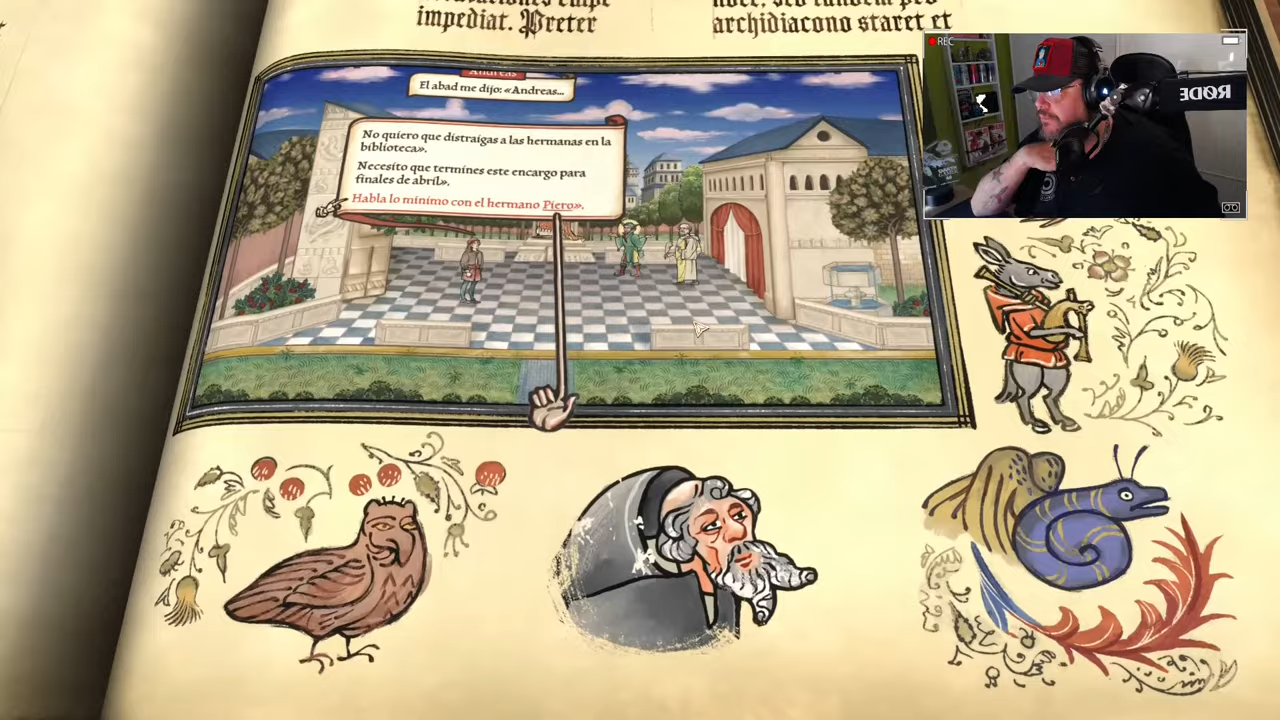 impediat. Preter
archidiacono staret et
REC
Andreas
El abad me dijo: «Andreas...
No quiero que distraigas a las hermanas en la
biblioteca».
Necesito que termines este encargo para
finales de abril».
Habla lo mínimo con el hermano Piero».
RØDE